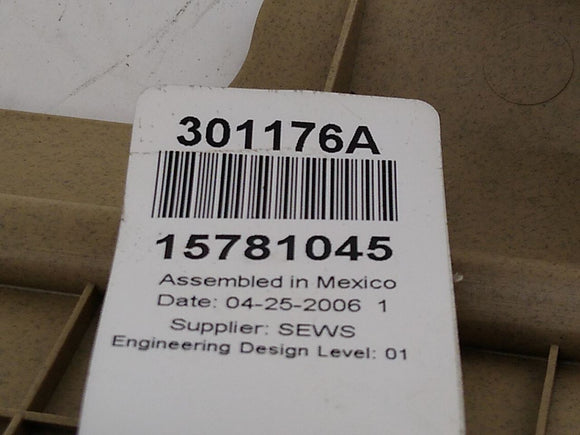 301176A
15781045
Assembled in Mexico
Date: 04-25-2006 1
Supplier: SEWS
Engineering Design Level: 01